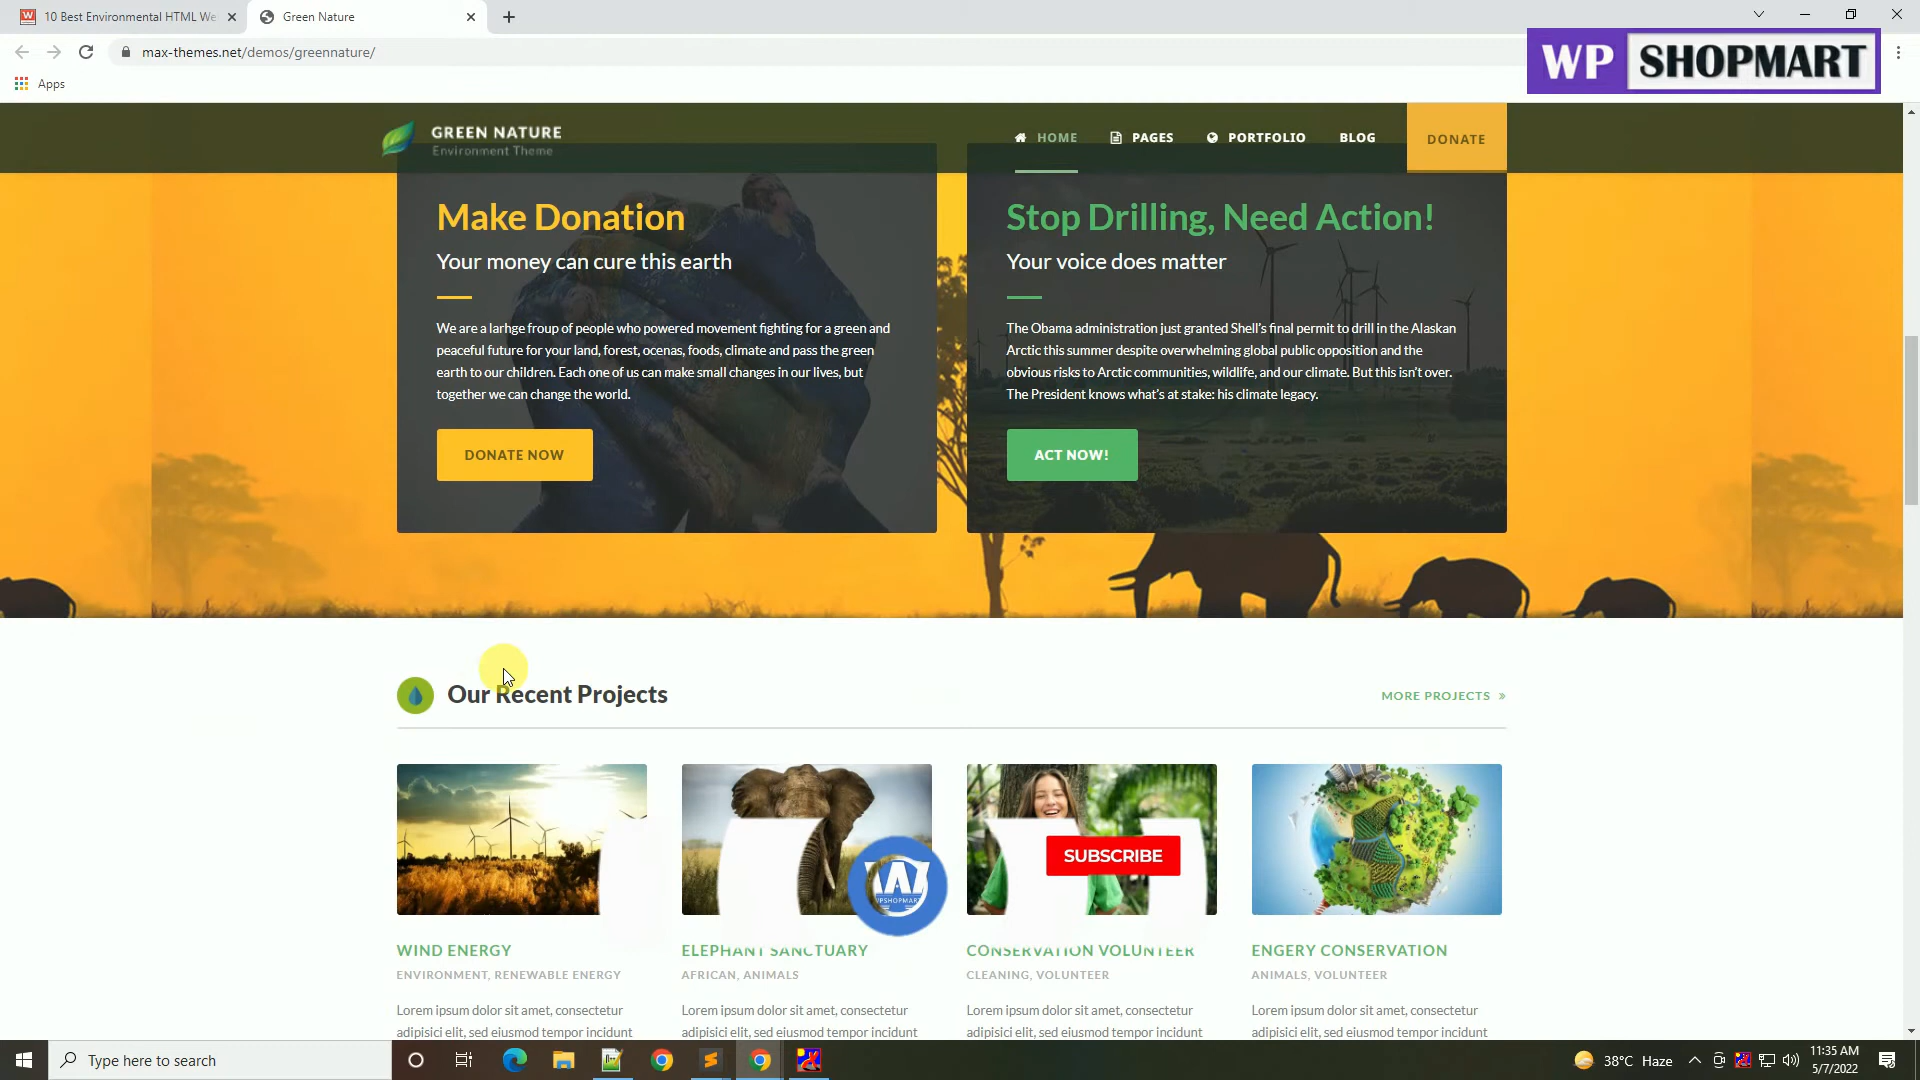 10 Best Environmental HTML We
Green Nature
max-themes.net/demos/greennature/
Apps
WP SHOPMART
GREEN NATURE
Environment Theme
HOME
PAGES
PORTFOLIO
BLOG
DONATE
Make Donation
Your money can cure this earth
We are a larhge froup of people who powered movement fighting for a green and
peaceful future for your land, forest, ocenas, foods, climate and pass the green
earth to our children. Each one of us can make small changes in our lives, but
together we can change the world.
DONATE NOW
Stop Drilling, Need Action!
Your voice does matter
The Obama administration just granted Shell's final permit to drill in the Alaskan
Arctic this summer despite overwhelming global public opposition and the
obvious risks to Arctic communities, wildlife, and our climate. But this isn't over.
The President knows what's at stake: his climate legacy.
ACT NOW!
Our Recent Projects
MORE PROJECTS »
SUBSCRIBE
WPSHOPMART
WIND ENERGY
ENVIRONMENT, RENEWABLE ENERGY
Lorem ipsum dolor sit amet, consectetur
adipisici elit, sed eiusmod tempor incidunt
ELEPHANT SANCTUARY
AFRICAN, ANIMALS
Lorem ipsum dolor sit amet, consectetur
adipisici elit, sed eiusmod tempor incidunt
CONSERVATION VOLUNTEER
CLEANING, VOLUNTEER
Lorem ipsum dolor sit amet, consectetur
adipisici elit, sed eiusmod tempor incidunt
ENGERY CONSERVATION
ANIMALS, VOLUNTEER
Lorem ipsum dolor sit amet, consectetur
adipisici elit, sed eiusmod tempor incidunt
Type here to search
38°C Haze
11:35 AM
5/7/2022